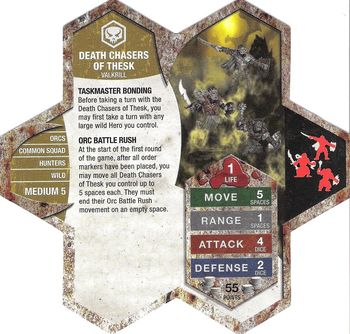 DEATH CHASERS
OF THESK
VALKRILL
TASKMASTER BONDING
Before taking a turn with the
Death Chasers of Thesk, you
may first take a turn with any
large wild Hero you control.
ORC BATTLE RUSH
At the start of the first round
of the game, after all order
markers have been placed, you
may move all Death Chasers
of Thesk you control up to
5 spaces each. They must
end their Orc Battle Rush
movement on an empty space.
ORCS
COMMON SQUAD
HUNTERS
WILD
MEDIUM 5
1
LIFE
MOVE 5
SPACES
RANGE 1
SPACES
ATTACK 4
DICE
DEFENSE 2
DICE
55
POINTS